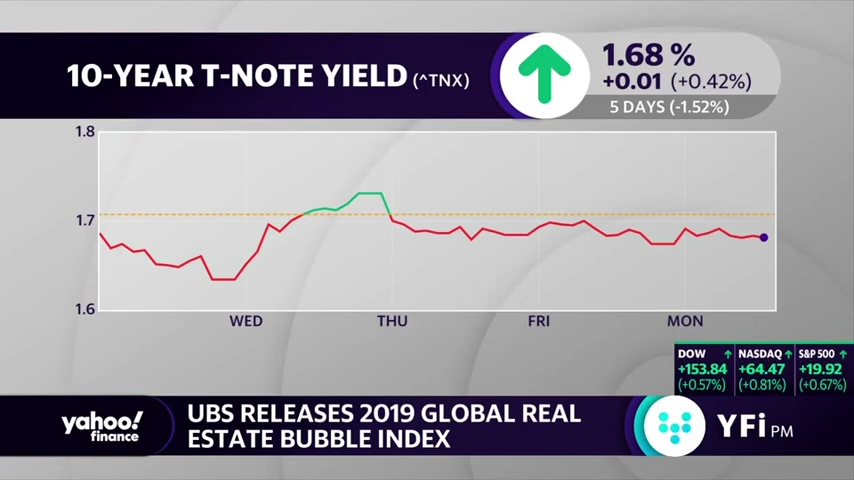 10-YEAR T-NOTE YIELD (^TNX)
1.68 %
+0.01 (+0.42%)
5 DAYS (-1.52%)
1.8
1.7
1.6
WED THU FRI MON
DOW NASDAQ S&P 500
+153.84 +64.47 +19.92
(+0.57%) (+0.81%) (+0.67%)
yahoo!
finance
UBS RELEASES 2019 GLOBAL REAL
ESTATE BUBBLE INDEX
YFi PM